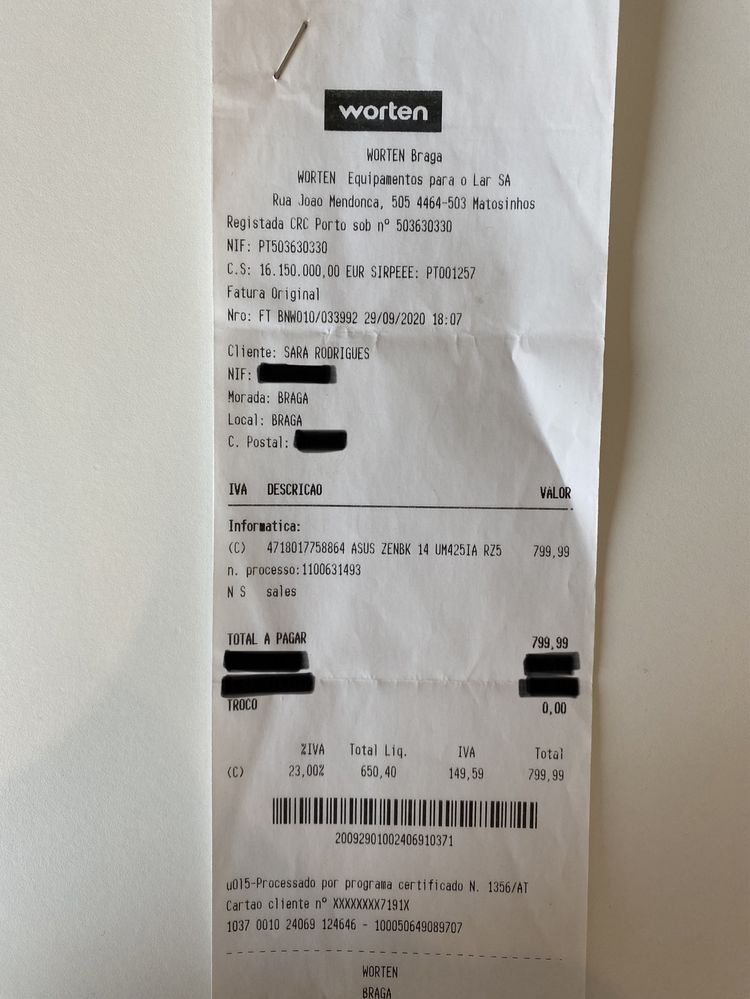 worten
WORTEN Braga
WORTEN Equipamentos para o Lar SA
Rua Joao Mendonca, 505 4464-503 Matosinhos
Registada CRC Porto sob nº 503630330
NIF: PT503630330
C.S: 16.150.000,00 EUR SIRPEEE: PT001257
Fatura Original
Nro: FT BNW010/033992 29/09/2020 18:07
Cliente: SARA RODRIGUES
NIF:
Morada: BRAGA
Local: BRAGA
C. Postal:
IVA DESCRICAO VALOR
Informatica:
(C) 4718017758864 ASUS ZENBK 14 UM425IA RZ5 799,99
n. processo:1100631493
N S sales
TOTAL A PAGAR 799,99
TROCO 0,00
%IVA Total Liq. IVA Total
(C) 23,00% 650,40 149,59 799,99
20092901002406910371
u015-Processado por programa certificado N. 1356/AT
Cartao cliente nº XXXXXXXX7191X
1037 0010 24069 124646 - 100050649089707
WORTEN
BRAGA